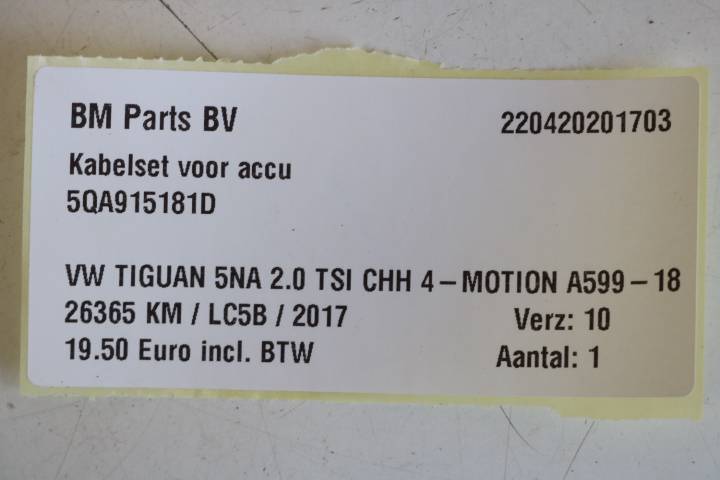 BM Parts BV 220420201703
Kabelset voor accu
5QA915181D
VW TIGUAN 5NA 2.0 TSI CHH 4-MOTION A599-18
26365 KM / LC5B / 2017 Verz: 10
19.50 Euro incl. BTW Aantal: 1